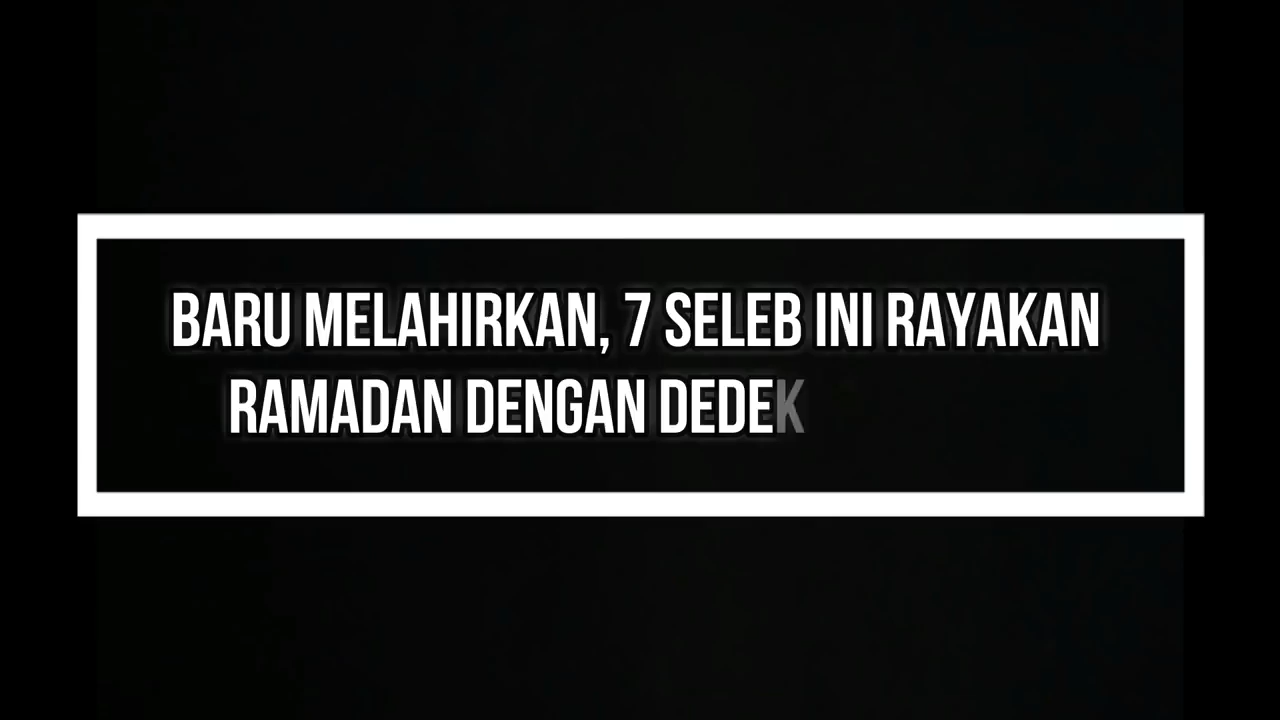 BARU MELAHIRKAN, 7 SELEB INI RAYAKAN
RAMADAN DENGAN DEDEK